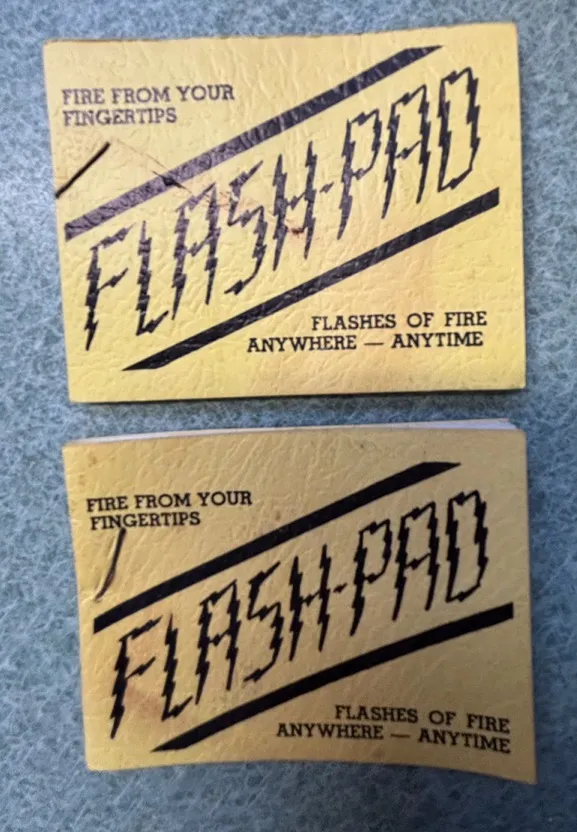 FIRE FROM YOUR
FINGERTIPS
FLASH-PAD
FLASHES OF FIRE
ANYWHERE — ANYTIME
FIRE FROM YOUR
FINGERTIPS
FLASH-PAD
FLASHES OF FIRE
ANYWHERE — ANYTIME